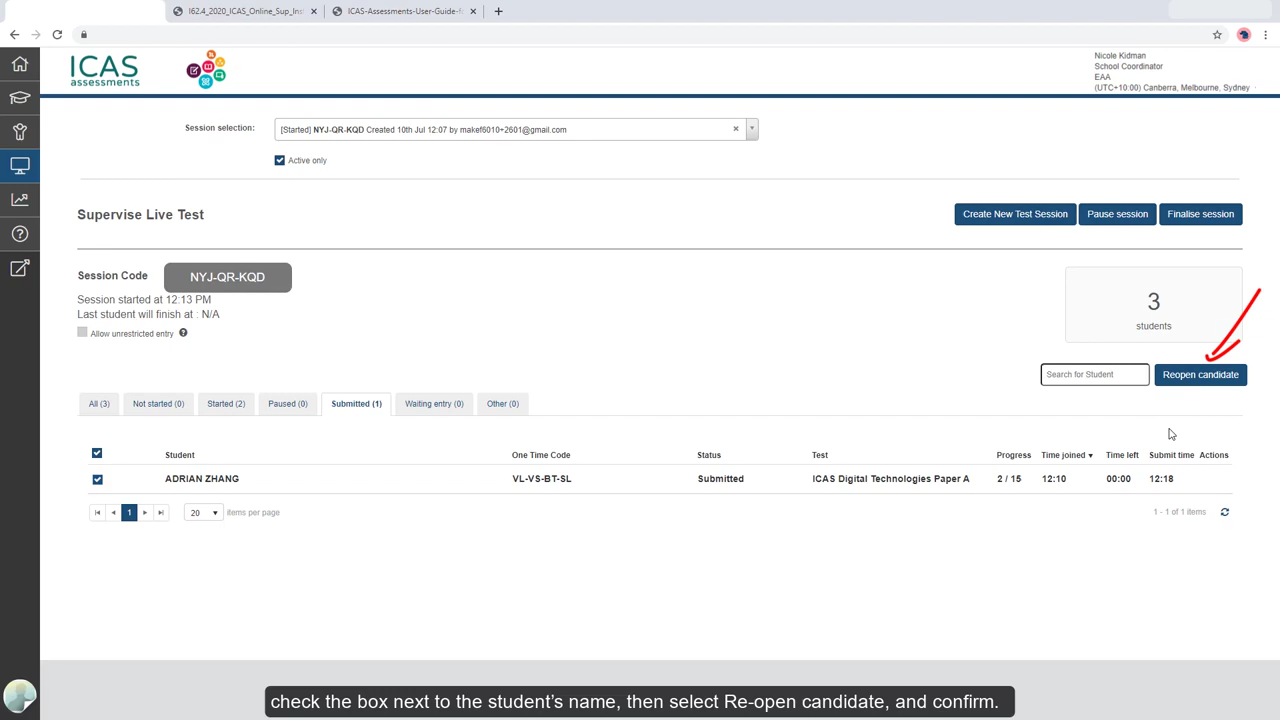 I62.4_2020_ICAS_Online_Sup_Ins
ICAS-Assessments-User-Guide-F
ICAS
assessments
Nicole Kidman
School Coordinator
EAA
(UTC+10:00) Canberra, Melbourne, Sydney
Session selection:
[Started] NYJ-QR-KQD Created 10th Jul 12:07 by makef6010+2601@gmail.com
Active only
Supervise Live Test
Create New Test Session
Pause session
Finalise session
Session Code
NYJ-QR-KQD
Session started at 12:13 PM
Last student will finish at : N/A
Allow unrestricted entry
3
students
Search for Student
Reopen candidate
All (3)
Not started (0)
Started (2)
Paused (0)
Submitted (1)
Waiting entry (0)
Other (0)
Student One Time Code Status Test Progress Time joined Time left Submit time Actions
ADRIAN ZHANG VL-VS-BT-SL Submitted ICAS Digital Technologies Paper A 2 / 15 12:10 00:00 12:18
1
20
items per page
1 - 1 of 1 items
check the box next to the student's name, then select Re-open candidate, and confirm.